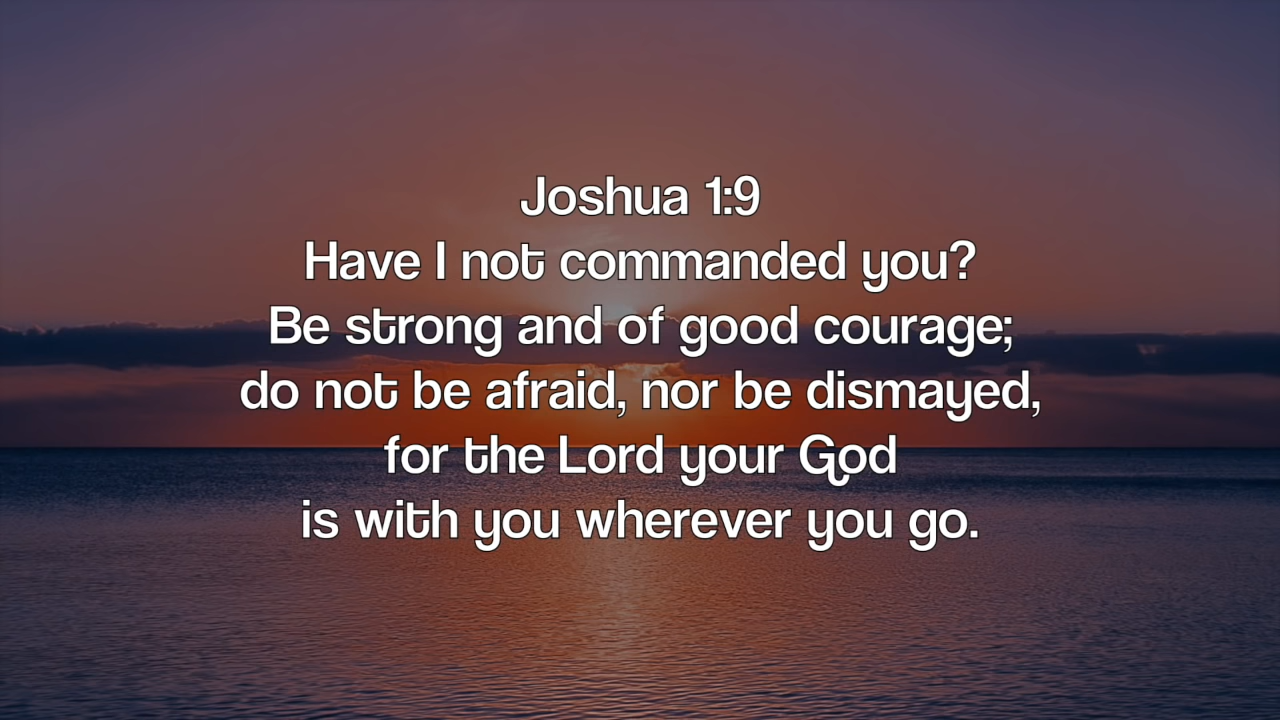 Joshua 1:9
Have I not commanded you?
Be strong and of good courage;
do not be afraid, nor be dismayed,
for the Lord your God
is with you wherever you go.